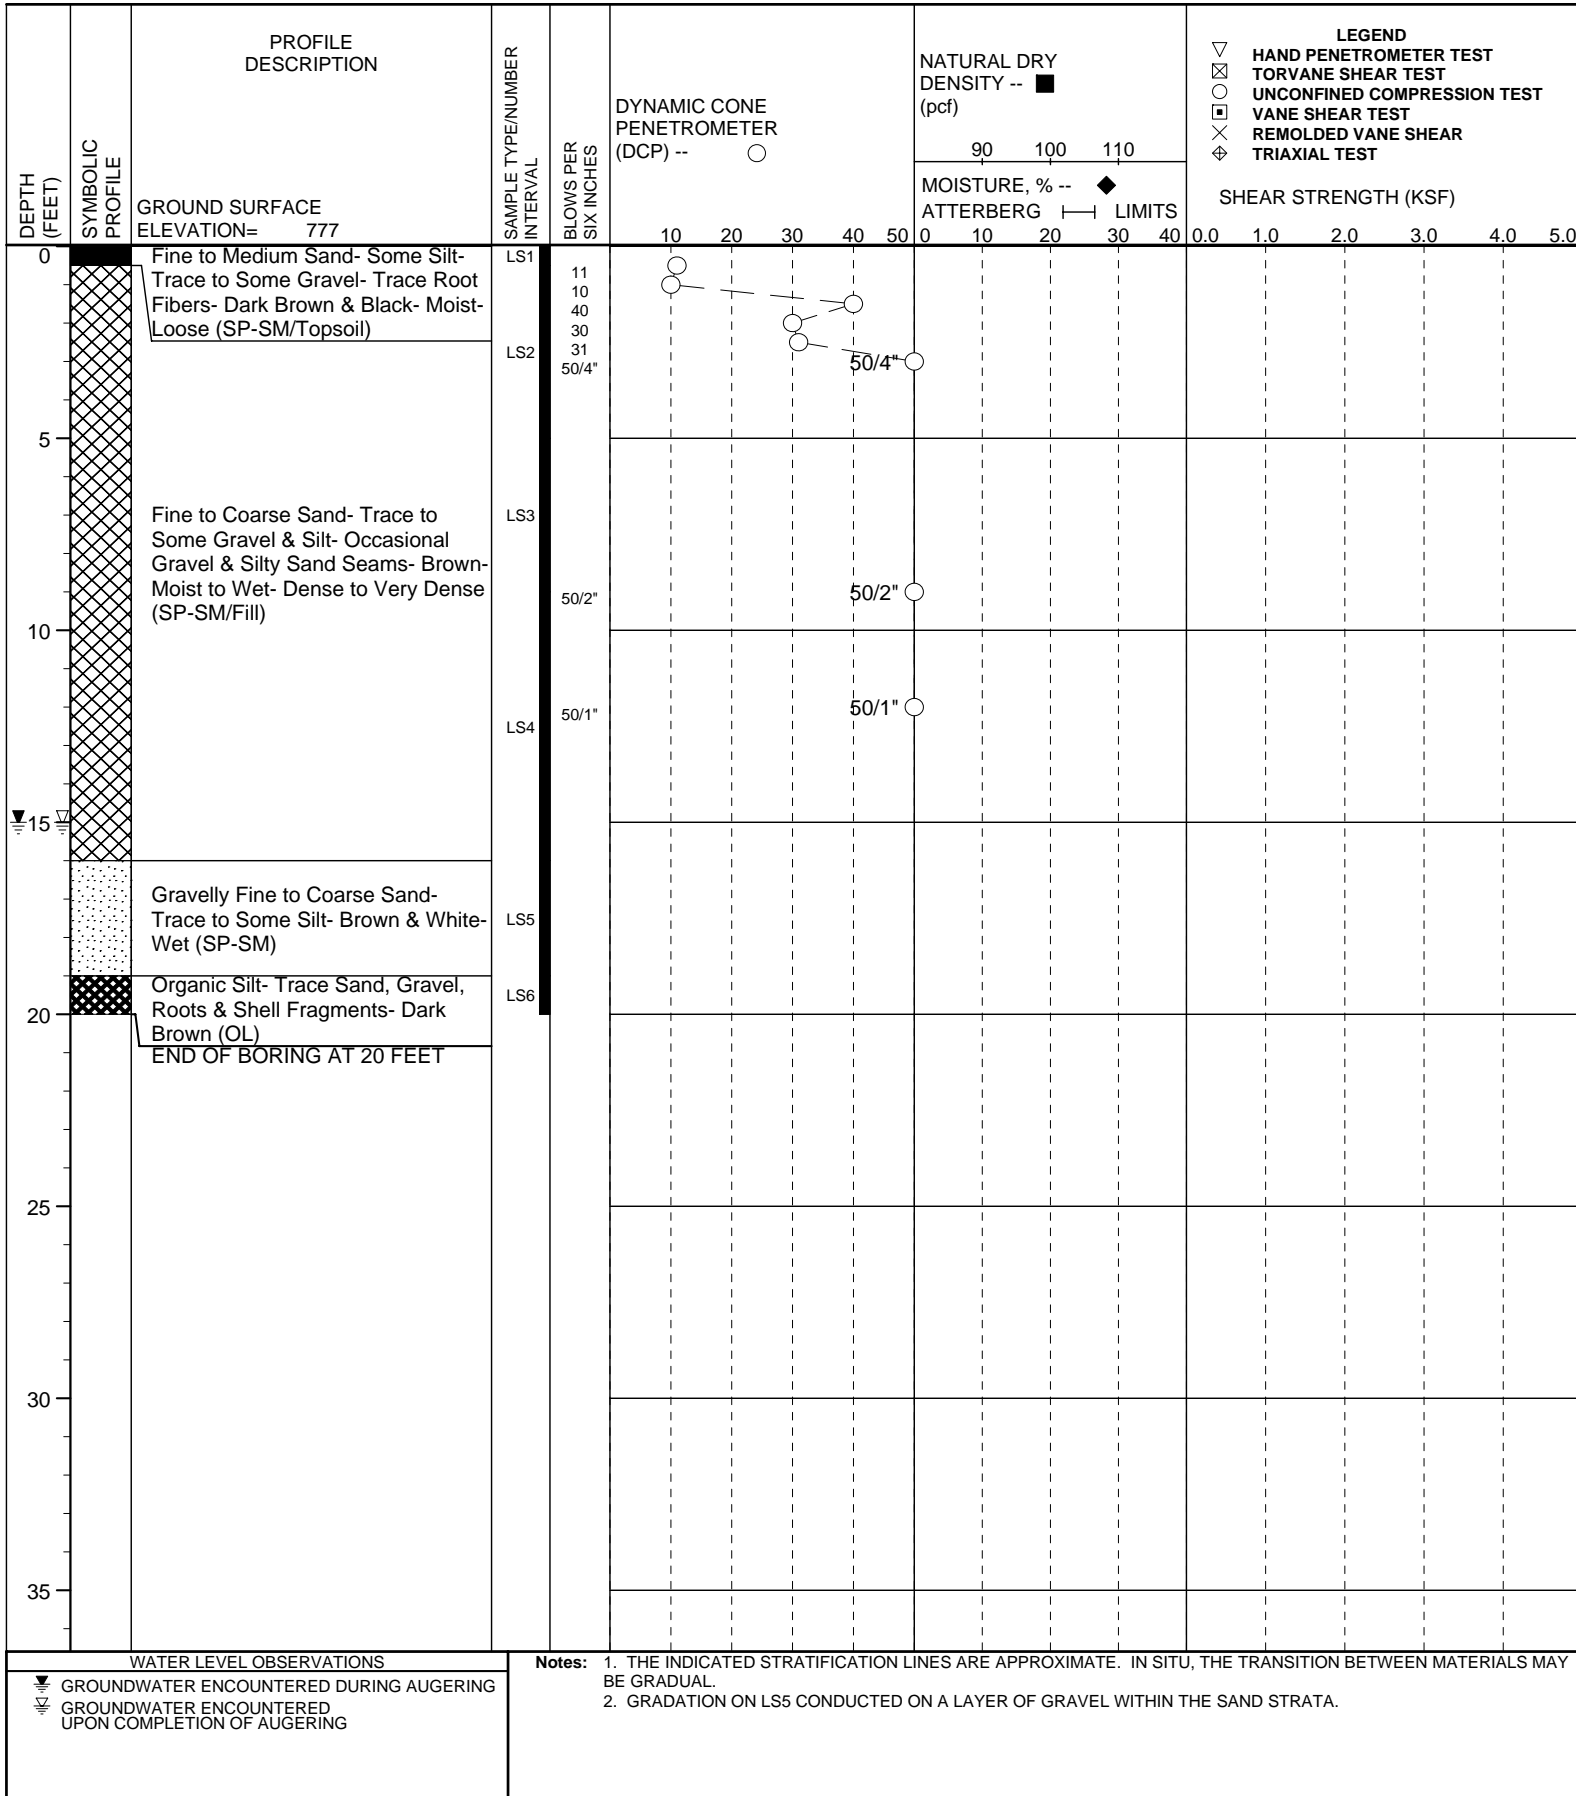 PROFILE
DESCRIPTION
DEPTH
(FEET)
SYMBOLIC
PROFILE
GROUND SURFACE
ELEVATION= 777
SAMPLE TYPE/NUMBER
INTERVAL
BLOWS PER
SIX INCHES
DYNAMIC CONE
PENETROMETER
(DCP) --
10 20 30 40 50
NATURAL DRY
DENSITY --
(pcf)
90 100 110
MOISTURE, % --
ATTERBERG LIMITS
0 10 20 30 40
LEGEND
HAND PENETROMETER TEST
TORVANE SHEAR TEST
UNCONFINED COMPRESSION TEST
VANE SHEAR TEST
REMOLDED VANE SHEAR
TRIAXIAL TEST
SHEAR STRENGTH (KSF)
0.0 1.0 2.0 3.0 4.0 5.0
0
Fine to Medium Sand- Some Silt-
Trace to Some Gravel- Trace Root
Fibers- Dark Brown & Black- Moist-
Loose (SP-SM/Topsoil)
LS1
11
10
40
30
31
50/4"
LS2
50/4"
5
Fine to Coarse Sand- Trace to
Some Gravel & Silt- Occasional
Gravel & Silty Sand Seams- Brown-
Moist to Wet- Dense to Very Dense
(SP-SM/Fill)
LS3
50/2"
50/2"
10
LS4
50/1"
50/1"
15
Gravelly Fine to Coarse Sand-
Trace to Some Silt- Brown & White-
Wet (SP-SM)
LS5
Organic Silt- Trace Sand, Gravel,
Roots & Shell Fragments- Dark
Brown (OL)
LS6
20
END OF BORING AT 20 FEET
25
30
35
WATER LEVEL OBSERVATIONS
GROUNDWATER ENCOUNTERED DURING AUGERING
GROUNDWATER ENCOUNTERED
UPON COMPLETION OF AUGERING
Notes: 1. THE INDICATED STRATIFICATION LINES ARE APPROXIMATE. IN SITU, THE TRANSITION BETWEEN MATERIALS MAY
BE GRADUAL.
2. GRADATION ON LS5 CONDUCTED ON A LAYER OF GRAVEL WITHIN THE SAND STRATA.